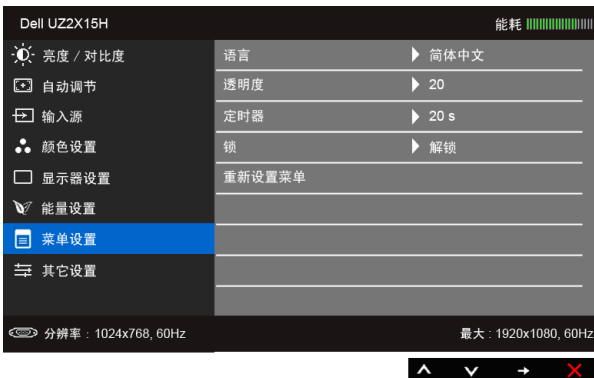 Dell UZ2X15H 能耗
亮度 / 对比度 语言 简体中文
自动调节 透明度 20
输入源 定时器 20 s
颜色设置 锁 解锁
显示器设置 重新设置菜单
能量设置
菜单设置
其它设置
分辨率 : 1024x768, 60Hz 最大 : 1920x1080, 60Hz